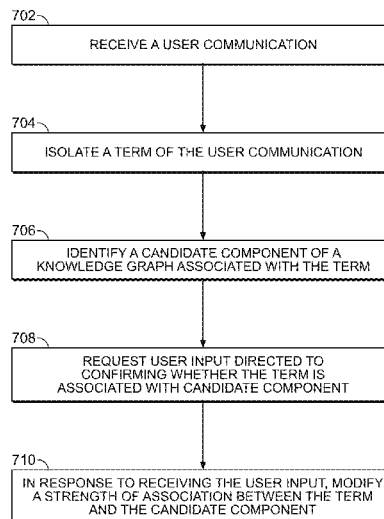 702
RECEIVE A USER COMMUNICATION
704
ISOLATE A TERM OF THE USER COMMUNICATION
706
IDENTIFY A CANDIDATE COMPONENT OF A
KNOWLEDGE GRAPH ASSOCIATED WITH THE TERM
708
REQUEST USER INPUT DIRECTED TO
CONFIRMING WHETHER THE TERM IS
ASSOCIATED WITH CANDIDATE COMPONENT
710
IN RESPONSE TO RECEIVING THE USER INPUT, MODIFY
A STRENGTH OF ASSOCIATION BETWEEN THE TERM
AND THE CANDIDATE COMPONENT